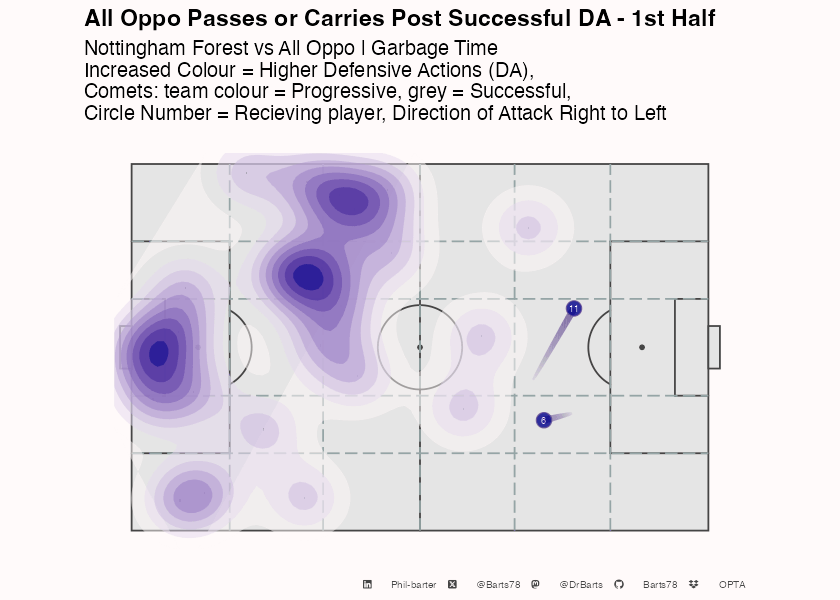 All Oppo Passes or Carries Post Successful DA - 1st Half
Nottingham Forest vs All Oppo | Garbage Time
Increased Colour = Higher Defensive Actions (DA),
Comets: team colour = Progressive, grey = Successful,
Circle Number = Recieving player, Direction of Attack Right to Left
11
6
Phil-barter @Barts78 @DrBarts Barts78 OPTA